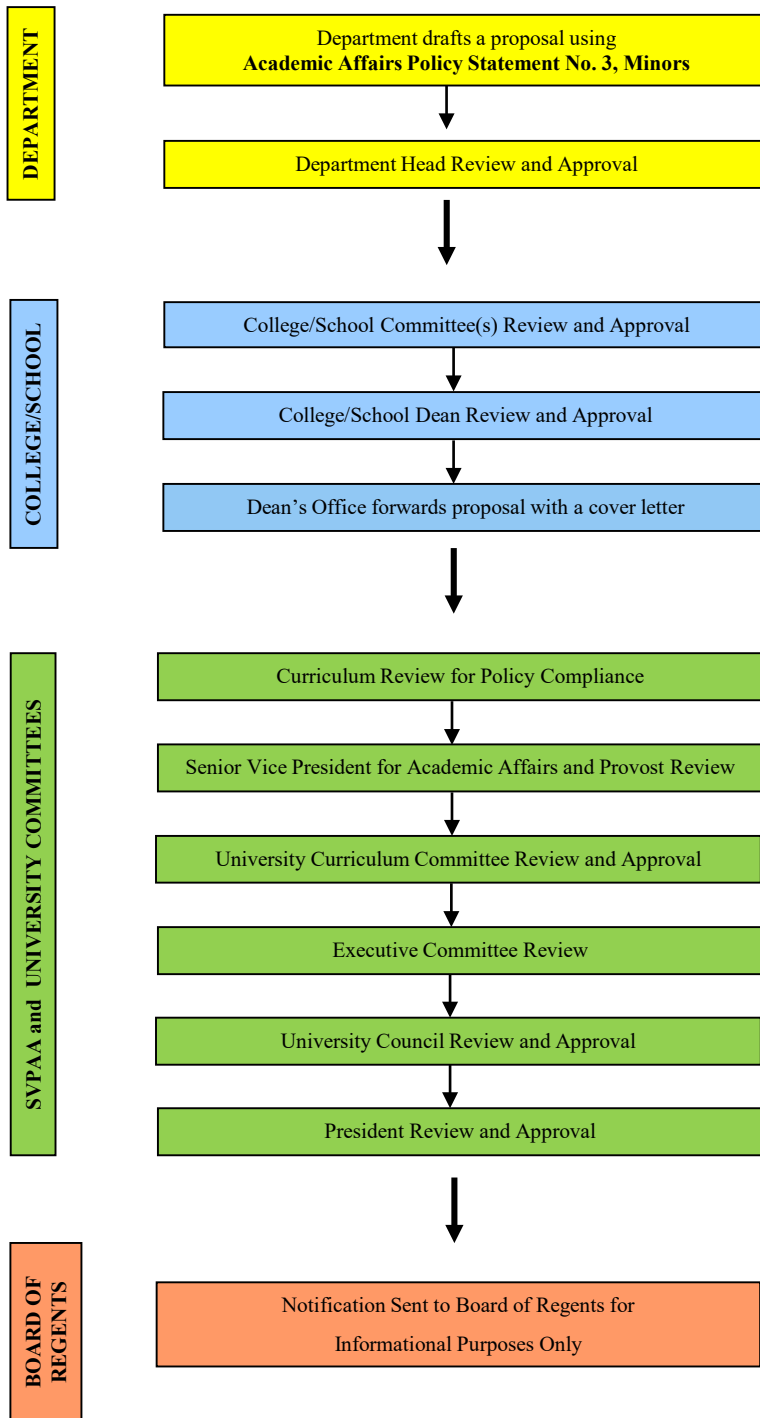 DEPARTMENT
Department drafts a proposal using
Academic Affairs Policy Statement No. 3, Minors
Department Head Review and Approval
COLLEGE/SCHOOL
College/School Committee(s) Review and Approval
College/School Dean Review and Approval
Dean’s Office forwards proposal with a cover letter
SVPAA and UNIVERSITY COMMITTEES
Curriculum Review for Policy Compliance
Senior Vice President for Academic Affairs and Provost Review
University Curriculum Committee Review and Approval
Executive Committee Review
University Council Review and Approval
President Review and Approval
BOARD OF
REGENTS
Notification Sent to Board of Regents for
Informational Purposes Only